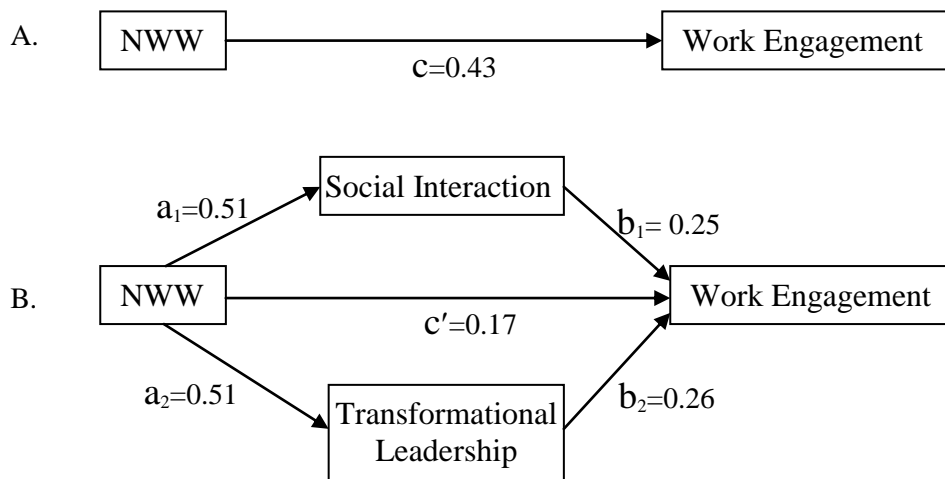 A.
NWW
Work Engagement
c=0.43
Social Interaction
a₁=0.51
b₁= 0.25
B.
NWW
Work Engagement
c′=0.17
a₂=0.51
b₂=0.26
Transformational
Leadership